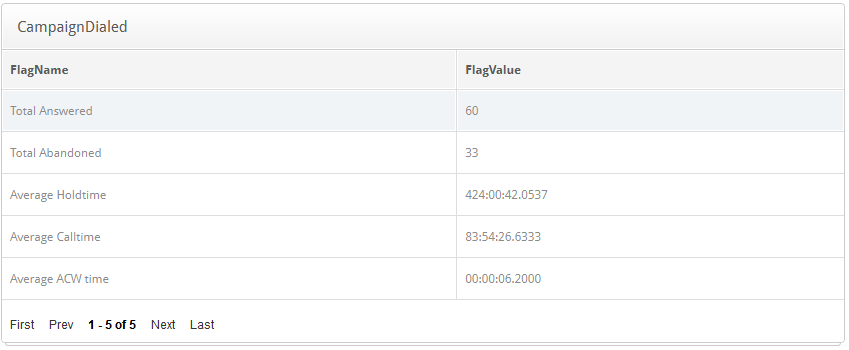 CampaignDialed
FlagName FlagValue
Total Answered 60
Total Abandoned 33
Average Holdtime 424:00:42.0537
Average Calltime 83:54:26.6333
Average ACW time 00:00:06.2000
First Prev 1 - 5 of 5 Next Last